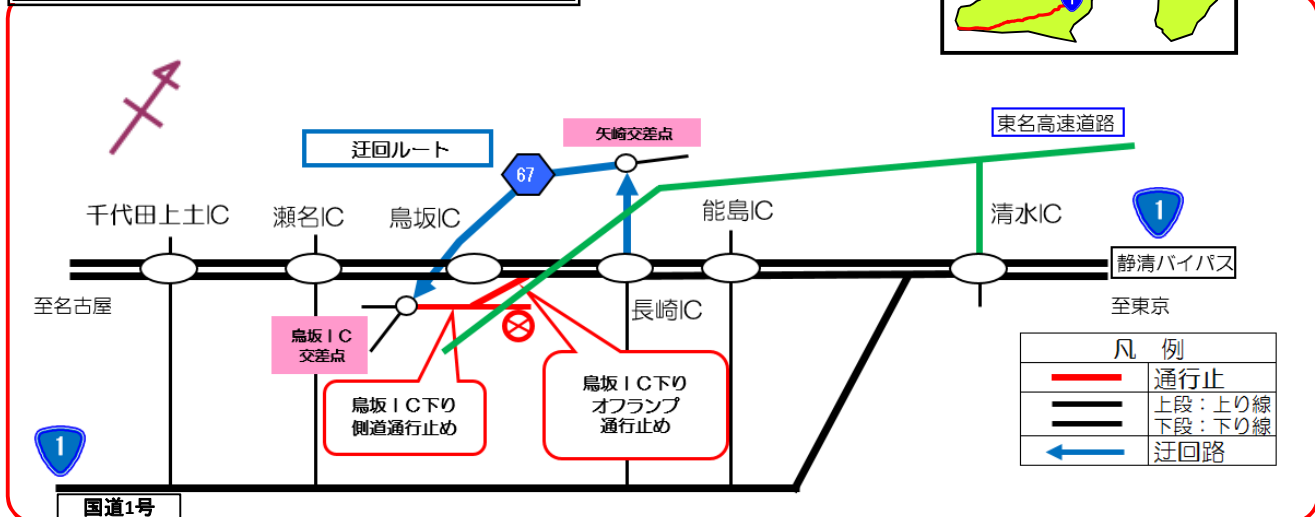 1
東名高速道路
矢崎交差点
迂回ルート
67
千代田上土IC
瀬名IC
鳥坂IC
能島IC
清水IC
1
静清バイパス
至名古屋
長崎IC
至東京
鳥坂IC
交差点
凡 例
通行止
上段:上り線
下段:下り線
迂回路
鳥坂IC下り
側道通行止め
鳥坂IC下り
オフランプ
通行止め
1
国道1号